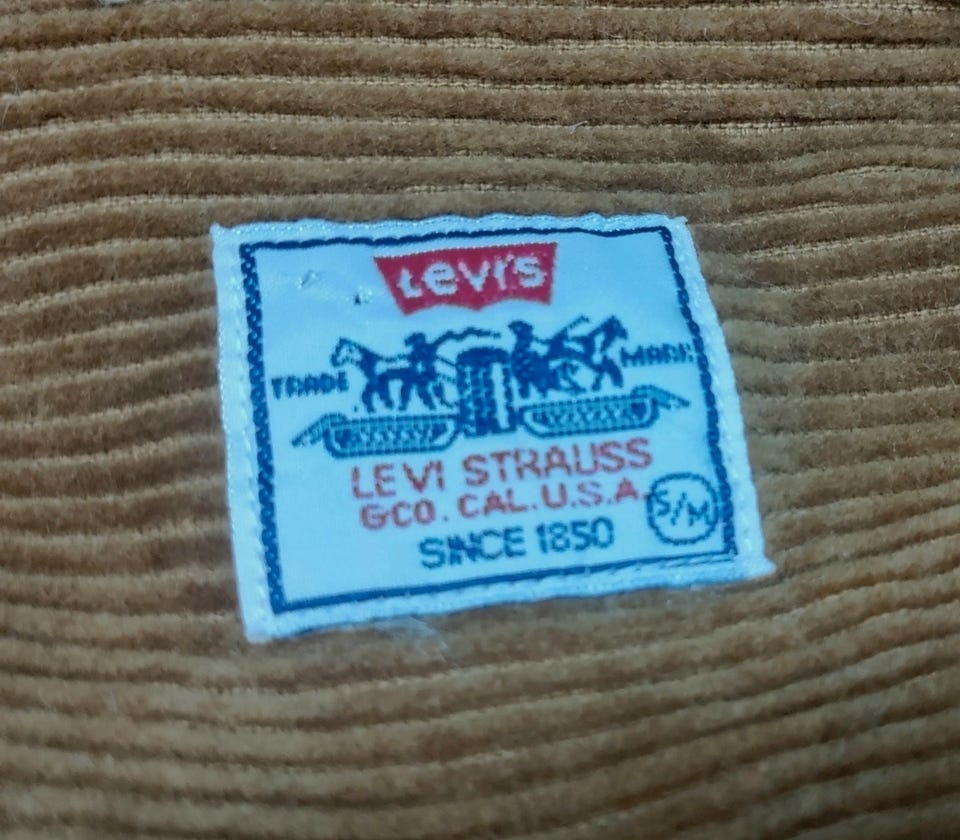 Levi's
TRADE MARK
LEVI STRAUSS
&CO. CAL. U.S.A.
S/M
SINCE 1850